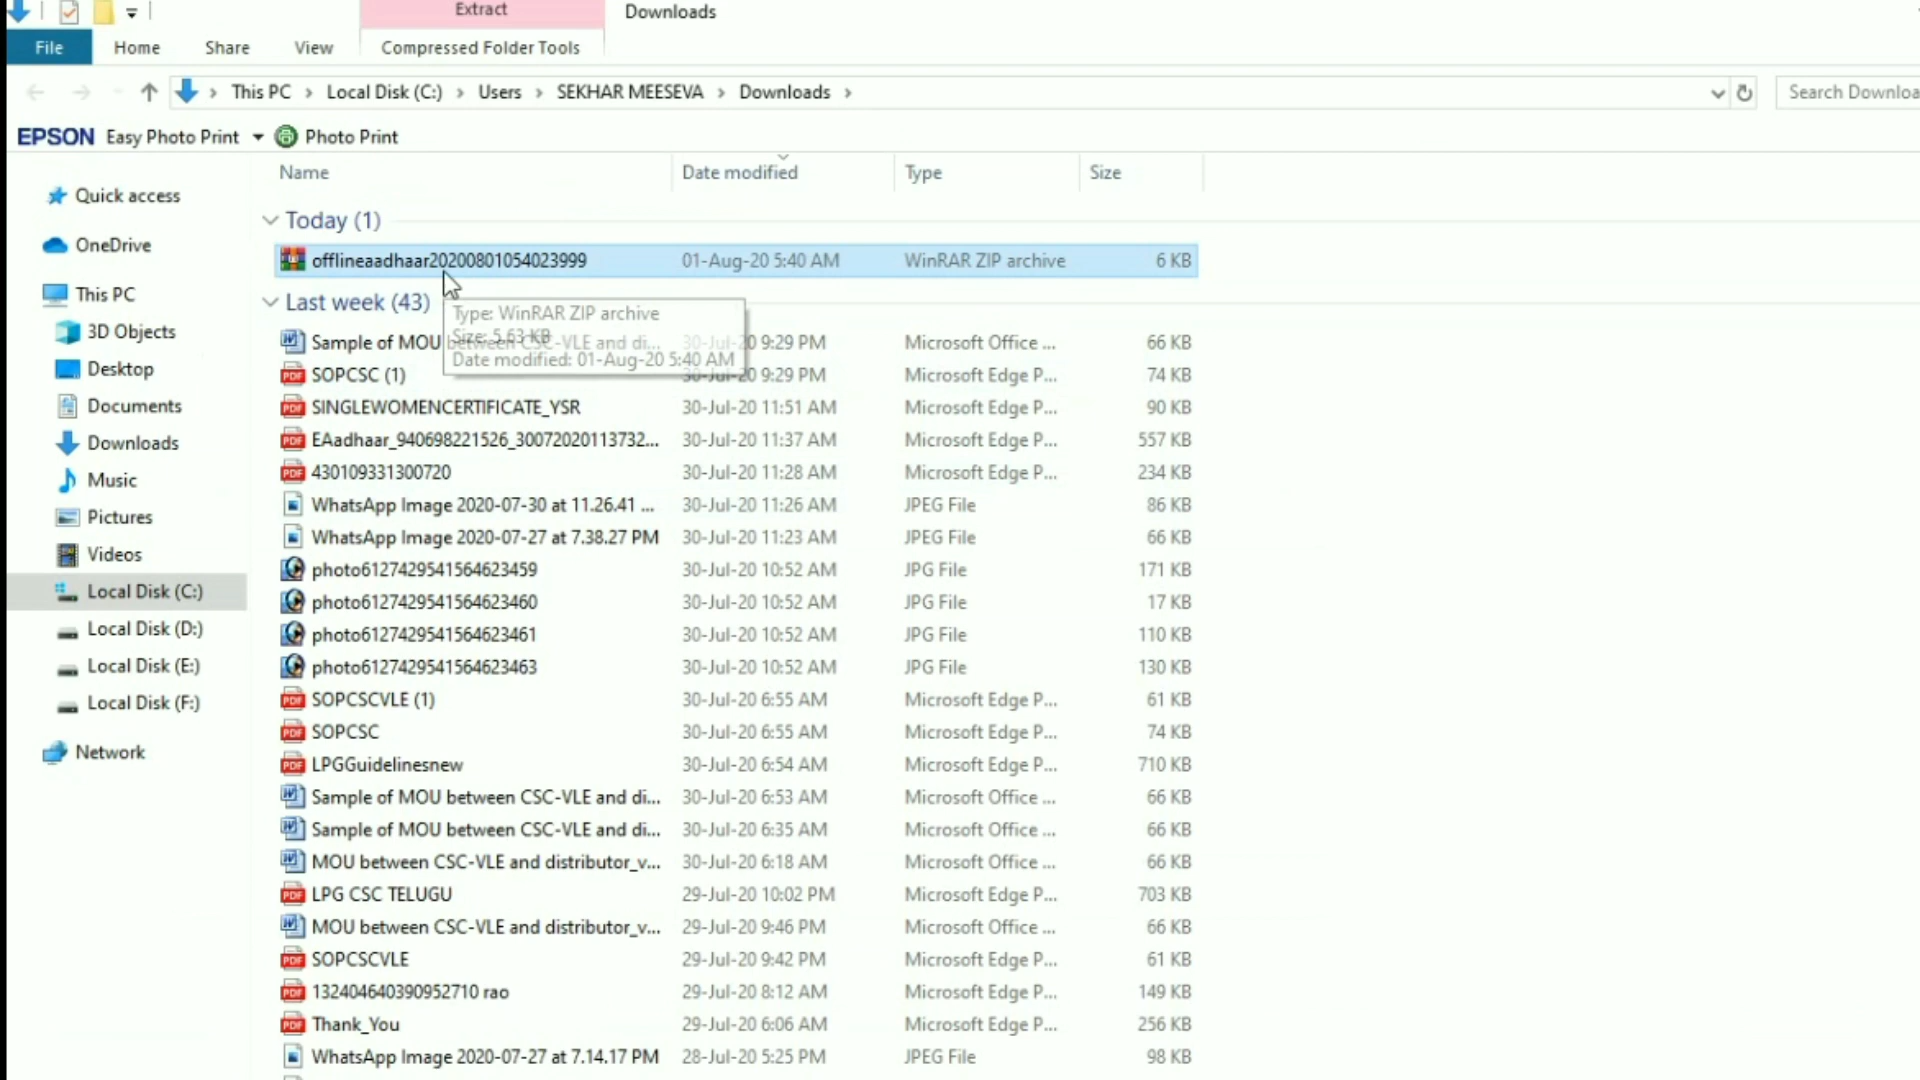 Extract
Downloads
File Home Share View Compressed Folder Tools
This PC > Local Disk (C:) > Users > SEKHAR MEESEVA > Downloads >
Search Downloa
EPSON Easy Photo Print Photo Print
Name Date modified Type Size
Quick access
OneDrive
This PC
3D Objects
Desktop
Documents
Downloads
Music
Pictures
Videos
Local Disk (C:)
Local Disk (D:)
Local Disk (E:)
Local Disk (F:)
Network
Today (1)
offlineaadhaar20200801054023999 01-Aug-20 5:40 AM WinRAR ZIP archive 6 KB
Last week (43)
Type: WinRAR ZIP archive
Size: 5.63 KB
Date modified: 01-Aug-20 5:40 AM
Sample of MOU between CSC-VLE and di... 30-Jul-20 9:29 PM Microsoft Office ... 66 KB
SOPCSC (1) 30-Jul-20 9:29 PM Microsoft Edge P... 74 KB
SINGLEWOMENCERTIFICATE_YSR 30-Jul-20 11:51 AM Microsoft Edge P... 90 KB
EAadhaar_940698221526_30072020113732... 30-Jul-20 11:37 AM Microsoft Edge P... 557 KB
430109331300720 30-Jul-20 11:28 AM Microsoft Edge P... 234 KB
WhatsApp Image 2020-07-30 at 11.26.41 ... 30-Jul-20 11:26 AM JPEG File 86 KB
WhatsApp Image 2020-07-27 at 7.38.27 PM 30-Jul-20 11:23 AM JPEG File 66 KB
photo6127429541564623459 30-Jul-20 10:52 AM JPG File 171 KB
photo6127429541564623460 30-Jul-20 10:52 AM JPG File 17 KB
photo6127429541564623461 30-Jul-20 10:52 AM JPG File 110 KB
photo6127429541564623463 30-Jul-20 10:52 AM JPG File 130 KB
SOPCSCVLE (1) 30-Jul-20 6:55 AM Microsoft Edge P... 61 KB
SOPCSC 30-Jul-20 6:55 AM Microsoft Edge P... 74 KB
LPGGuidelinesnew 30-Jul-20 6:54 AM Microsoft Edge P... 710 KB
Sample of MOU between CSC-VLE and di... 30-Jul-20 6:53 AM Microsoft Office ... 66 KB
Sample of MOU between CSC-VLE and di... 30-Jul-20 6:35 AM Microsoft Office ... 66 KB
MOU between CSC-VLE and distributor_v... 30-Jul-20 6:18 AM Microsoft Office ... 66 KB
LPG CSC TELUGU 29-Jul-20 10:02 PM Microsoft Edge P... 703 KB
MOU between CSC-VLE and distributor_v... 29-Jul-20 9:46 PM Microsoft Office ... 66 KB
SOPCSCVLE 29-Jul-20 9:42 PM Microsoft Edge P... 61 KB
132404640390952710 rao 29-Jul-20 8:12 AM Microsoft Edge P... 149 KB
Thank_You 29-Jul-20 6:06 AM Microsoft Edge P... 256 KB
WhatsApp Image 2020-07-27 at 7.14.17 PM 28-Jul-20 5:25 PM JPEG File 98 KB